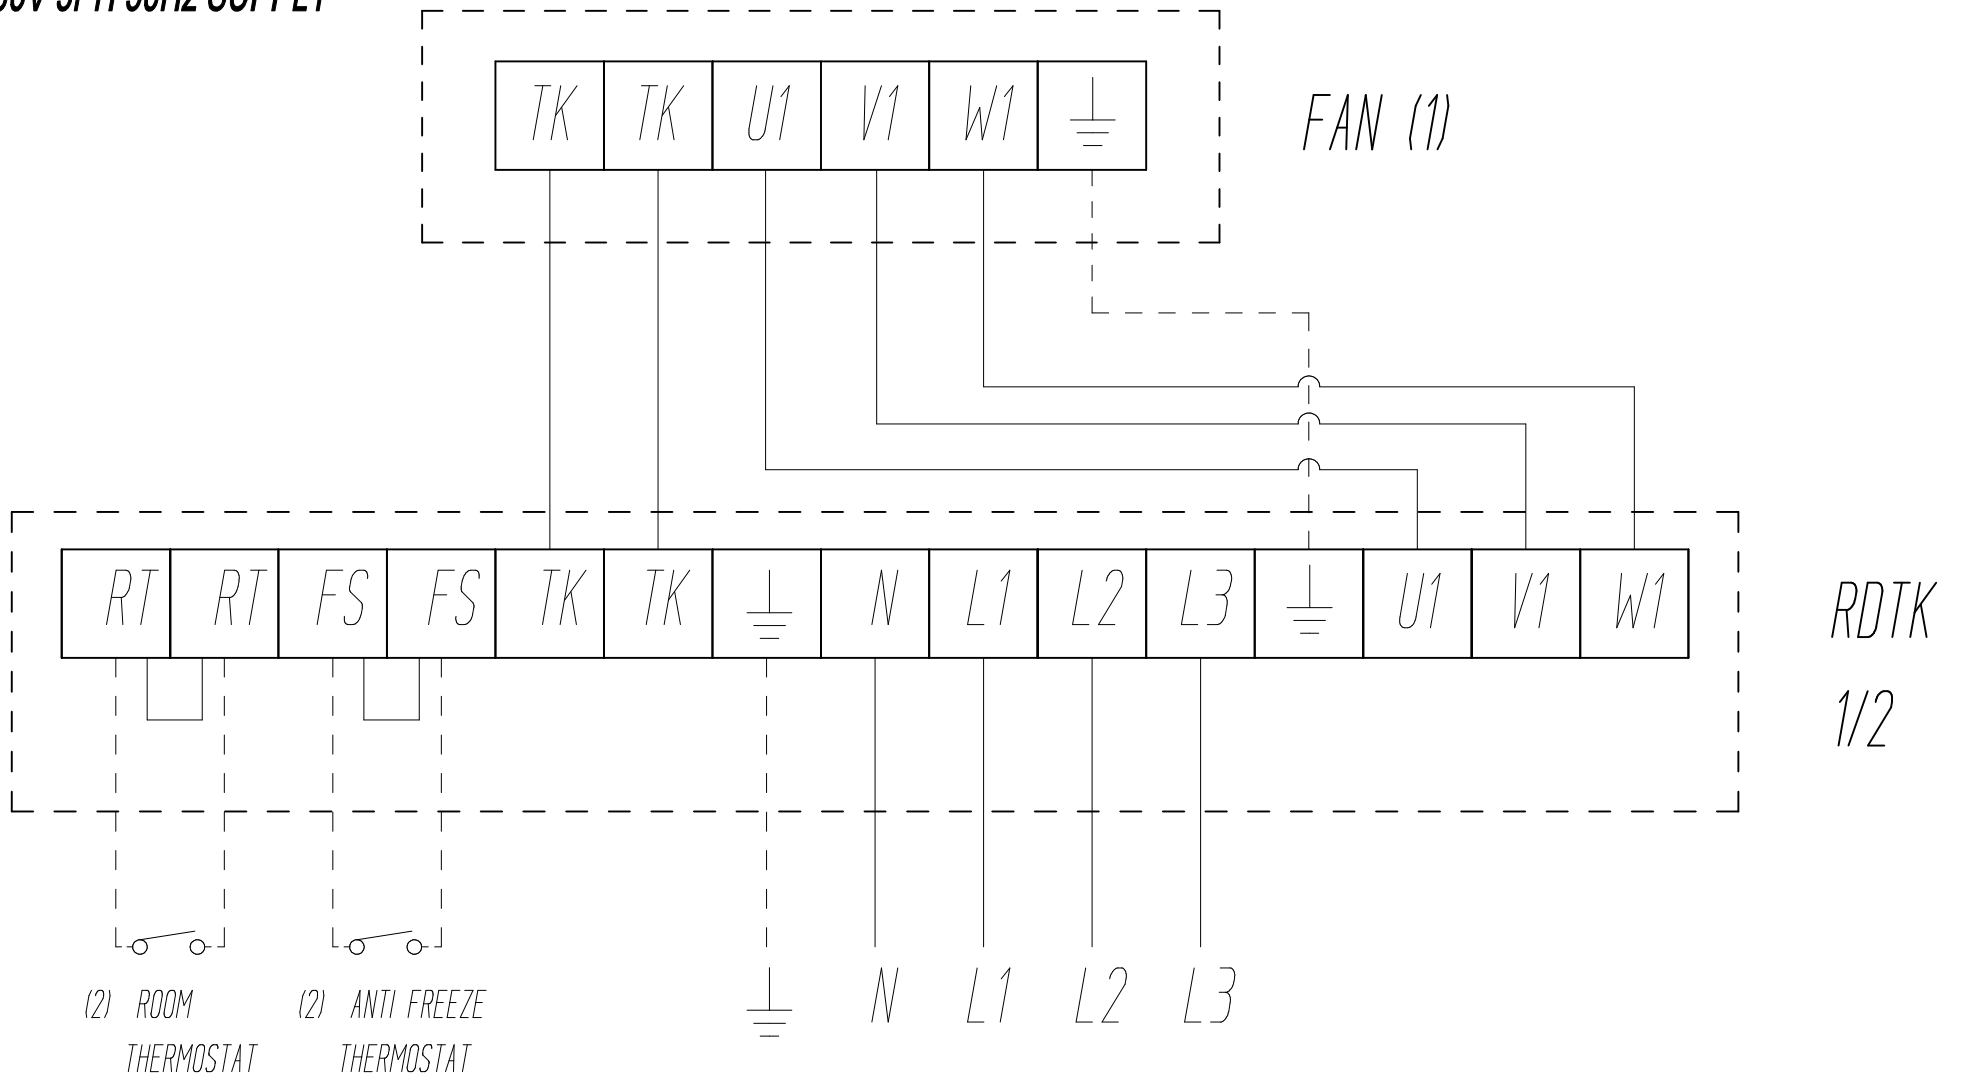 TK TK U1 V1 W1
FAN (1)
RT RT FS FS TK TK N L1 L2 L3 U1 V1 W1
RDTK
1/2
N L1 L2 L3
(2) ROOM
THERMOSTAT
(2) ANTI FREEZE
THERMOSTAT